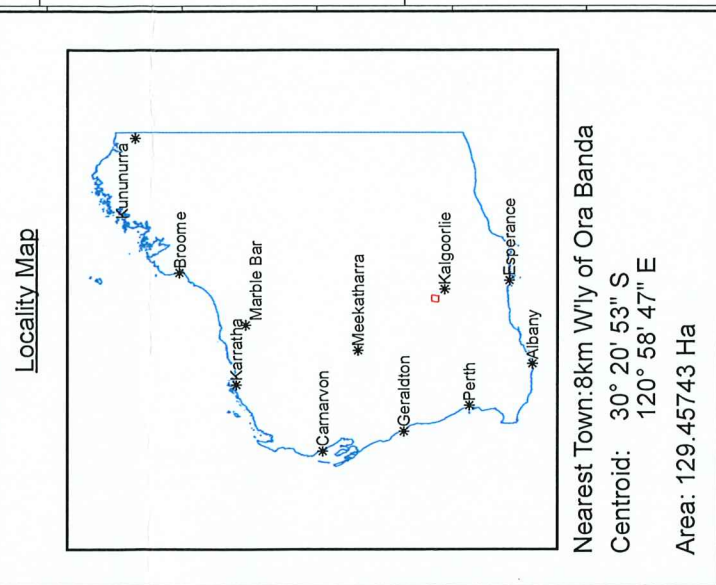 Locality Map
Kununurra
Broome
Marble Bar
Karratha
Meekatharra
Carnarvon
Kalgoorlie
Geraldton
Esperance
Perth
Albany
Nearest Town:8km W'ly of Ora Banda
Centroid: 30° 20' 53" S
120° 58' 47" E
Area: 129.45743 Ha